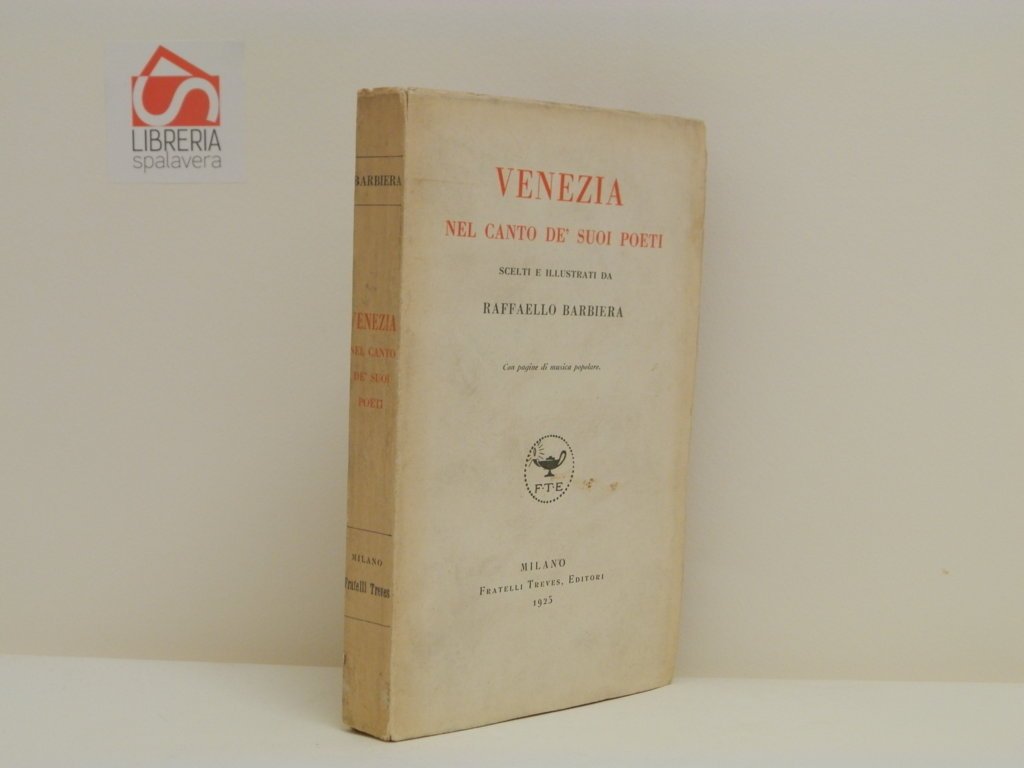 LIBRERIA
spalavera
BARBIERA
VENEZIA
NEL CANTO
DE' SUOI
POETI
MILANO
Fratelli Treves
VENEZIA
NEL CANTO DE' SUOI POETI
SCELTI E ILLUSTRATI DA
RAFFAELLO BARBIERA
Con pagine di musica popolare.
F·T·E
MILANO
FRATELLI TREVES, EDITORI
1925